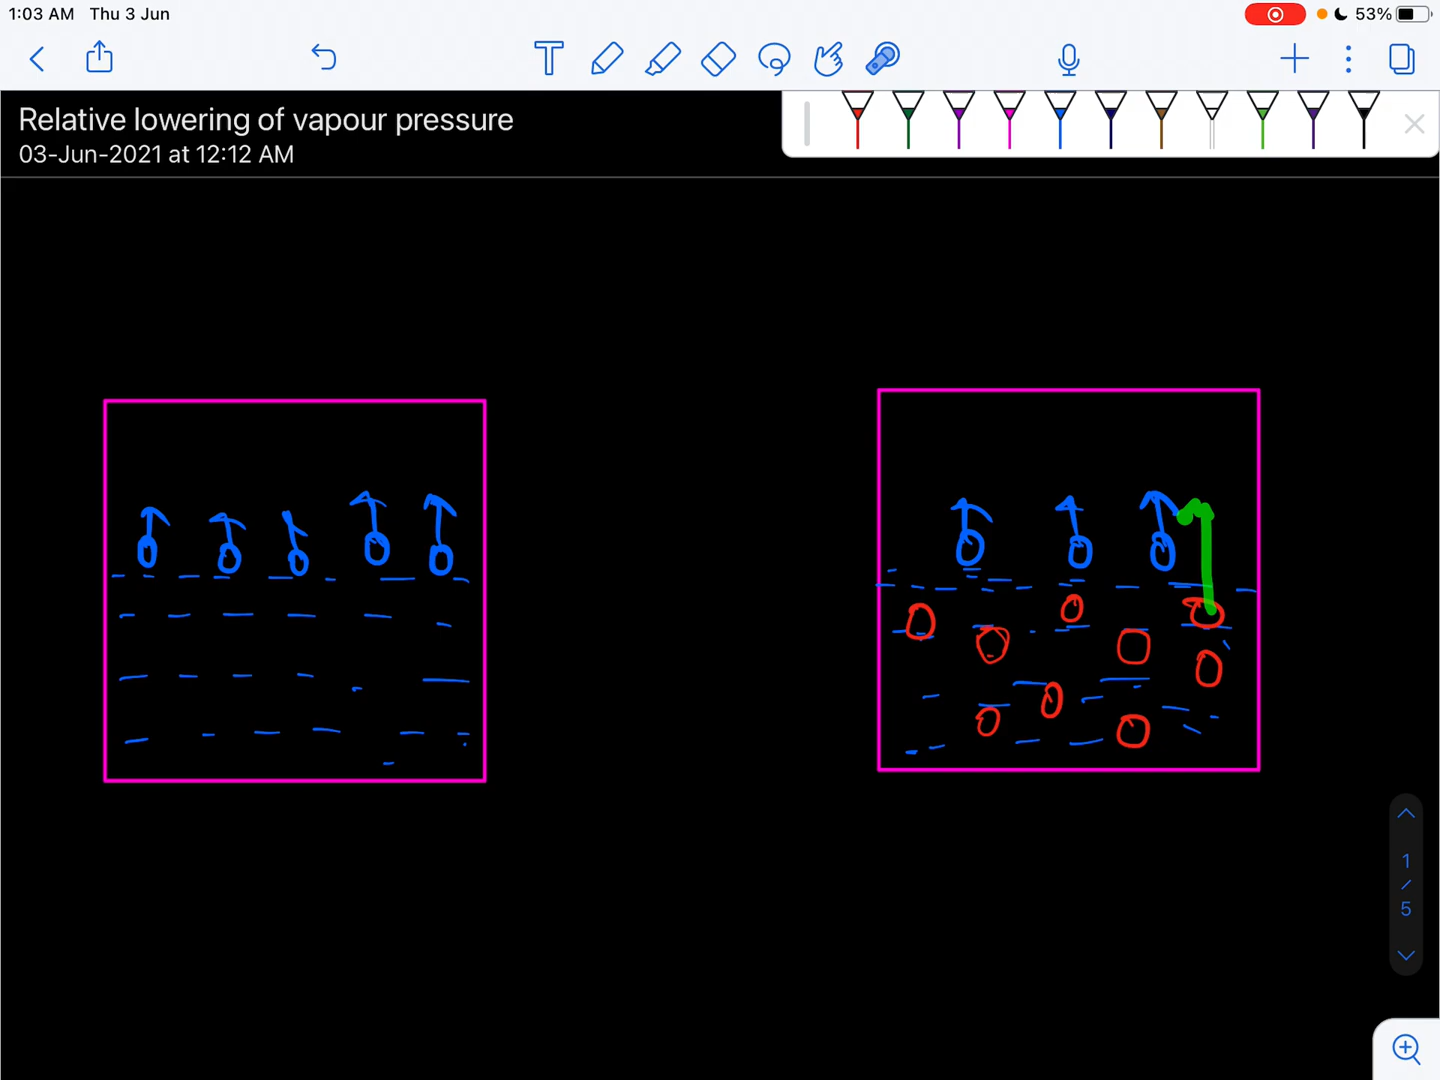 1:03 AM Thu 3 Jun
53%
Relative lowering of vapour pressure
03-Jun-2021 at 12:12 AM
1
/
5